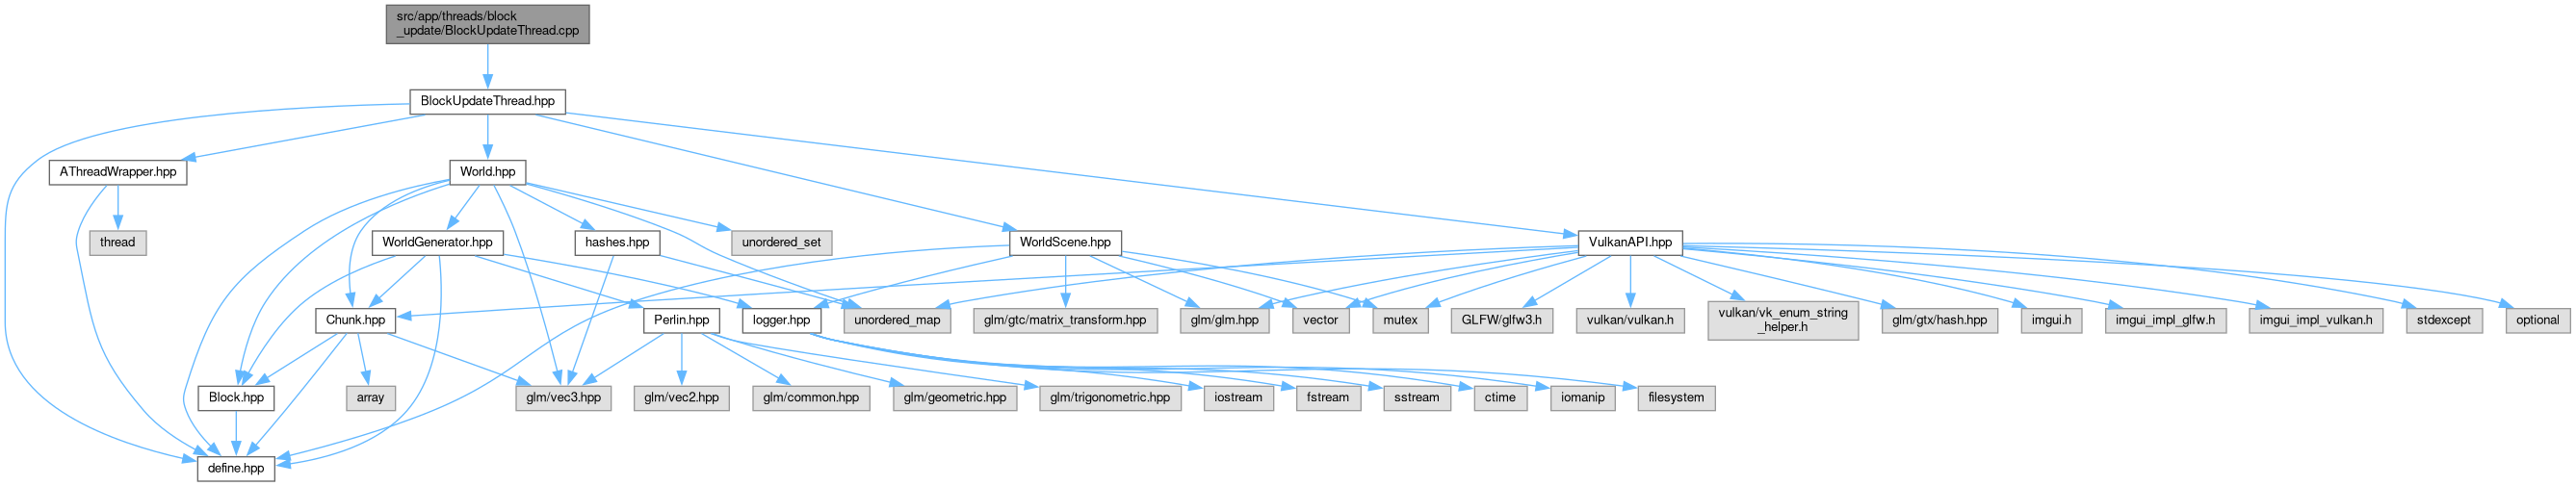 src/app/threads/block
_update/BlockUpdateThread.cpp
BlockUpdateThread.hpp
AThreadWrapper.hpp
World.hpp
thread
WorldGenerator.hpp
hashes.hpp
unordered_set
WorldScene.hpp
VulkanAPI.hpp
Chunk.hpp
Perlin.hpp
logger.hpp
unordered_map
glm/gtc/matrix_transform.hpp
glm/glm.hpp
vector
mutex
GLFW/glfw3.h
vulkan/vulkan.h
vulkan/vk_enum_string
_helper.h
glm/gtx/hash.hpp
imgui.h
imgui_impl_glfw.h
imgui_impl_vulkan.h
stdexcept
optional
Block.hpp
array
glm/vec3.hpp
glm/vec2.hpp
glm/common.hpp
glm/geometric.hpp
glm/trigonometric.hpp
iostream
fstream
sstream
ctime
iomanip
filesystem
define.hpp